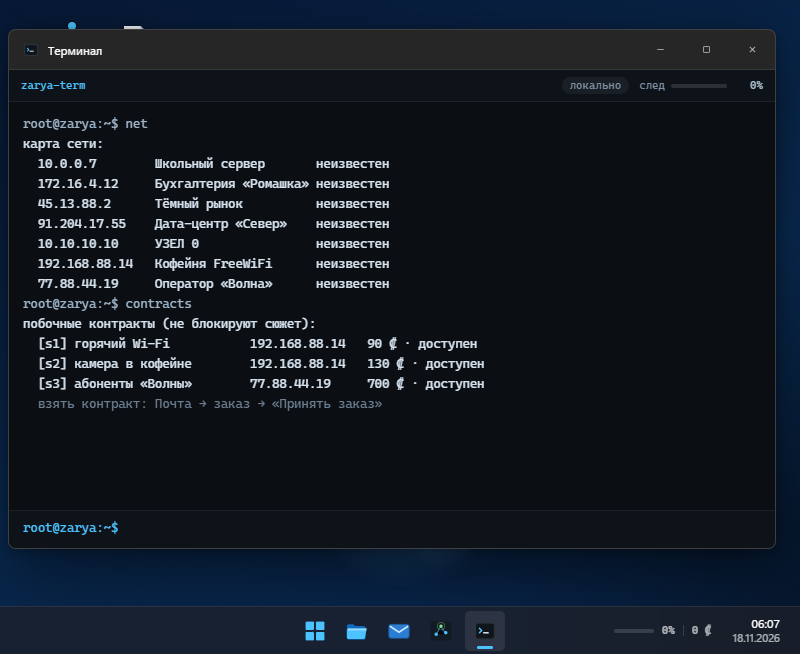 Терминал
zarya-term локально след 0%
root@zarya:~$ net
карта сети:
10.0.0.7 Школьный сервер неизвестен
172.16.4.12 Бухгалтерия «Ромашка» неизвестен
45.13.88.2 Тёмный рынок неизвестен
91.204.17.55 Дата-центр «Север» неизвестен
10.10.10.10 УЗЕЛ 0 неизвестен
192.168.88.14 Кофейня FreeWiFi неизвестен
77.88.44.19 Оператор «Волна» неизвестен
root@zarya:~$ contracts
побочные контракты (не блокируют сюжет):
[s1] горячий Wi-Fi 192.168.88.14 90 ₡ · доступен
[s2] камера в кофейне 192.168.88.14 130 ₡ · доступен
[s3] абоненты «Волны» 77.88.44.19 700 ₡ · доступен
взять контракт: Почта → заказ → «Принять заказ»
root@zarya:~$
0% 0 ₡ 06:07
18.11.2026